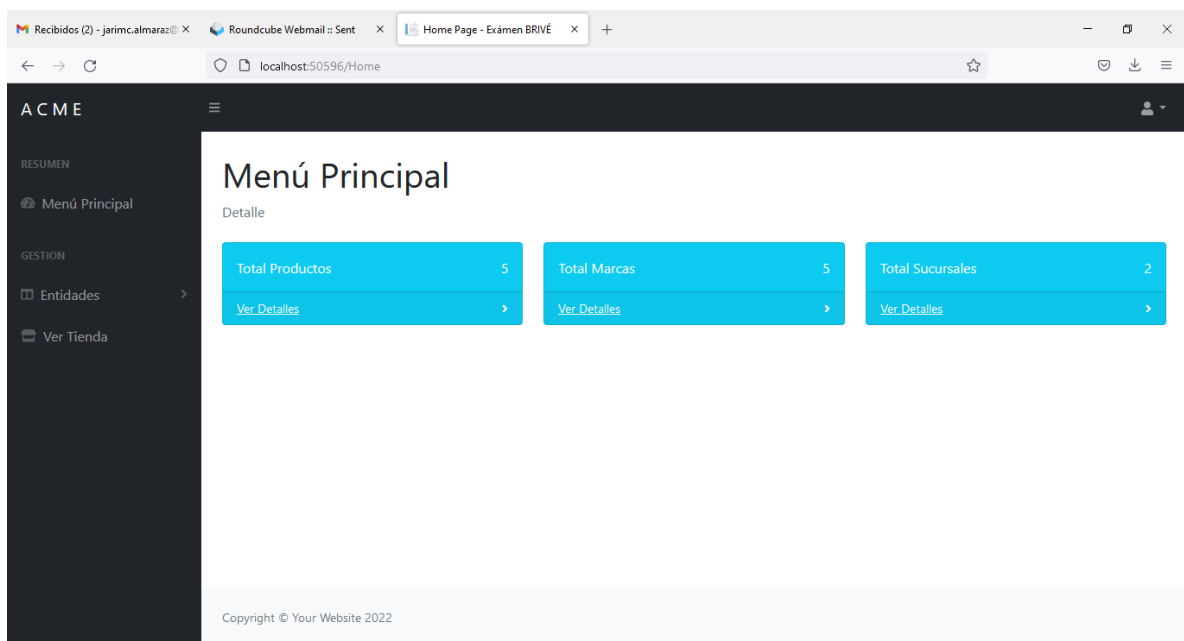 Recibidos (2) - jarimc.almaraz@
Roundcube Webmail :: Sent
Home Page - Exámen BRIVÉ
localhost:50596/Home
ACME
RESUMEN
Menú Principal
GESTION
Entidades
Ver Tienda
Menú Principal
Detalle
Total Productos 5
Ver Detalles
Total Marcas 5
Ver Detalles
Total Sucursales 2
Ver Detalles
Copyright © Your Website 2022